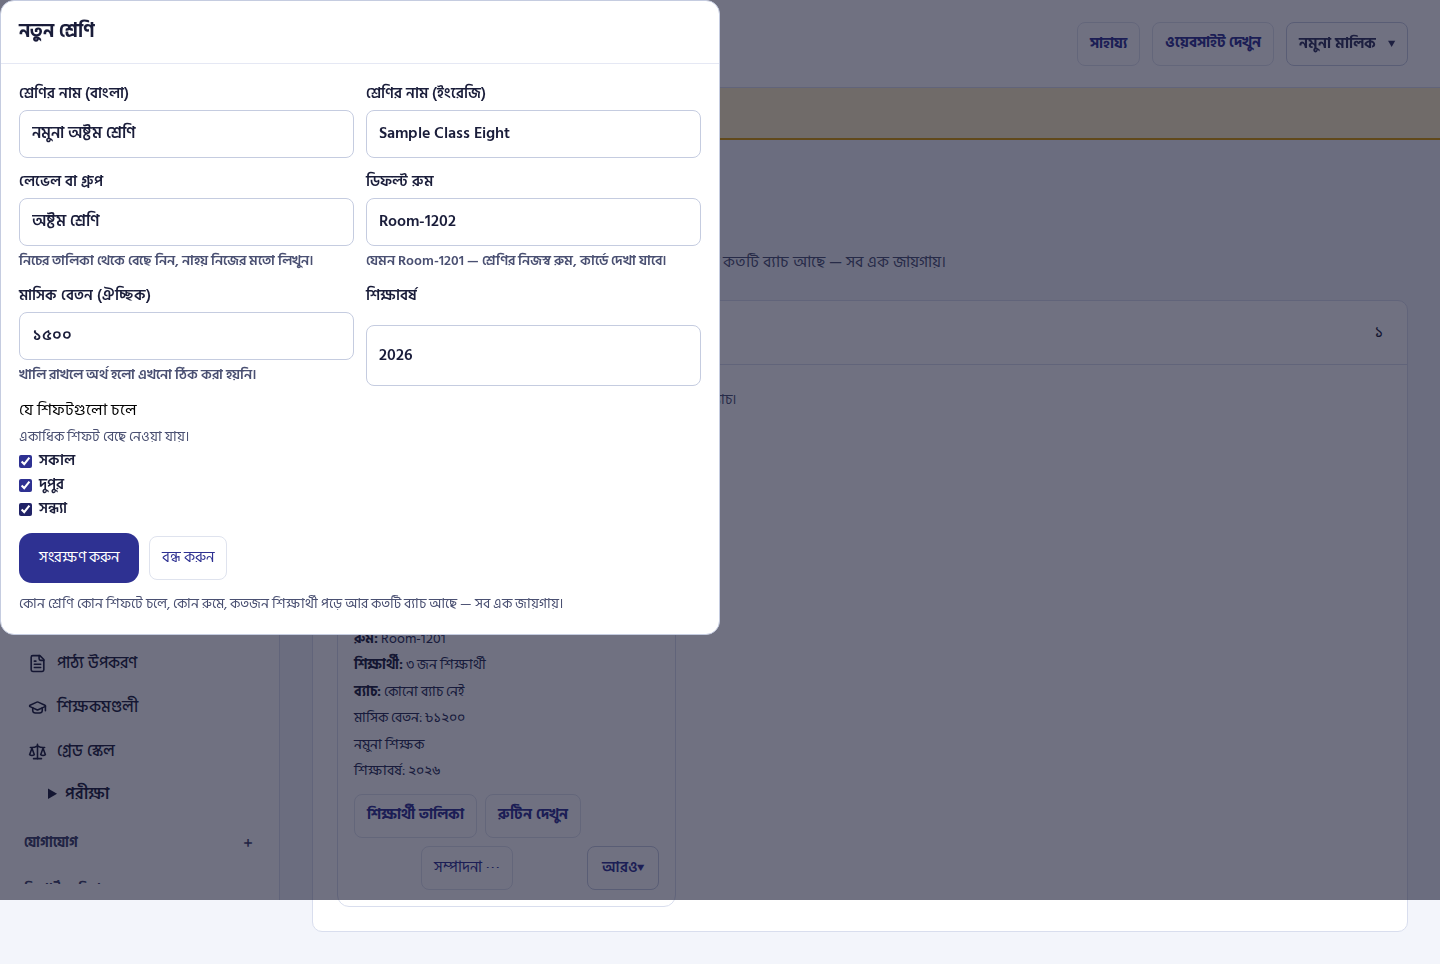 নতুন শ্রেণি
সাহায্য
ওয়েবসাইট দেখুন
নমুনা মালিক ▾
শ্রেণির নাম (বাংলা)
শ্রেণির নাম (ইংরেজি)
নমুনা অষ্টম শ্রেণি
Sample Class Eight
লেভেল বা গ্রুপ
ডিফল্ট রুম
অষ্টম শ্রেণি
Room-1202
নিচের তালিকা থেকে বেছে নিন, নাহয় নিজের মতো লিখুন।
যেমন Room-1201 — শ্রেণির নিজস্ব রুম, কার্ডে দেখা যাবে।
কতটি ব্যাচ আছে — সব এক জায়গায়।
মাসিক বেতন (ঐচ্ছিক)
শিক্ষাবর্ষ
১৫০০
2026
১
খালি রাখলে অর্থ হলো এখনো ঠিক করা হয়নি।
যে শিফটগুলো চলে
একাধিক শিফট বেছে নেওয়া যায়।
সকাল
দুপুর
সন্ধ্যা
সংরক্ষণ করুন
বন্ধ করুন
কোন শ্রেণি কোন শিফটে চলে, কোন রুমে, কতজন শিক্ষার্থী পড়ে আর কতটি ব্যাচ আছে — সব এক জায়গায়।
রুম: Room-1201
পাঠ্য উপকরণ
শিক্ষার্থী: ৩ জন শিক্ষার্থী
ব্যাচ: কোনো ব্যাচ নেই
শিক্ষকমণ্ডলী
মাসিক বেতন: ৳১২০০
নমুনা শিক্ষক
গ্রেড স্কেল
শিক্ষাবর্ষ: ২০২৬
▶ পরীক্ষা
শিক্ষার্থী তালিকা
রুটিন দেখুন
যোগাযোগ +
সম্পাদনা ···
আরও▾